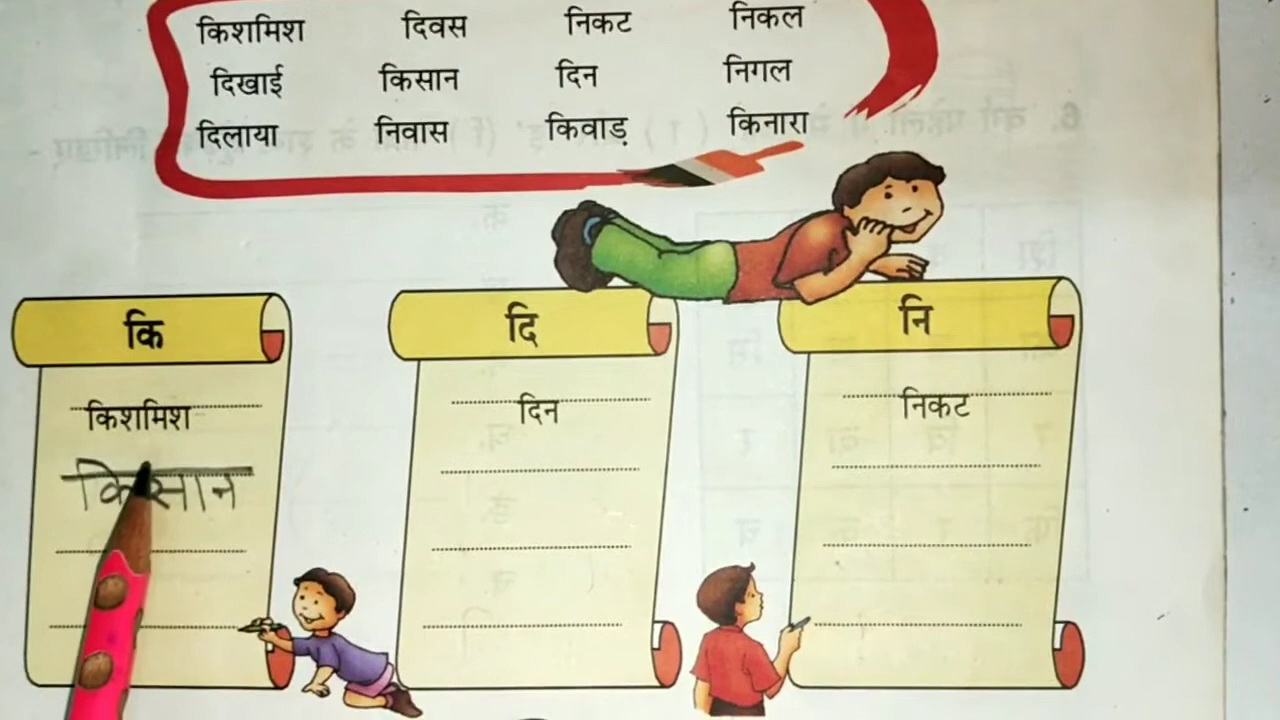 किशमिश दिवस निकट निकल
दिखाई किसान दिन निगल
दिलाया निवास किवाड़ किनारा
कि दि नि
किशमिश दिन निकट
किसान